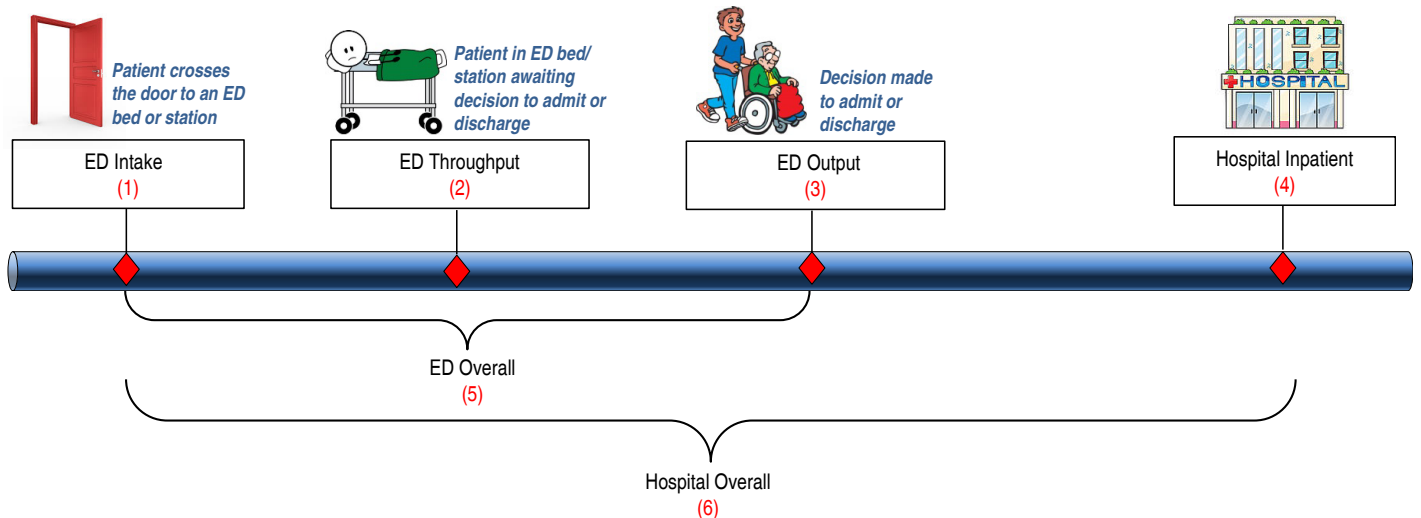 Patient crosses
the door to an ED
bed or station
Patient in ED bed/
station awaiting
decision to admit or
discharge
Decision made
to admit or
discharge
HOSPITAL
ED Intake
(1)
ED Throughput
(2)
ED Output
(3)
Hospital Inpatient
(4)
ED Overall
(5)
Hospital Overall
(6)